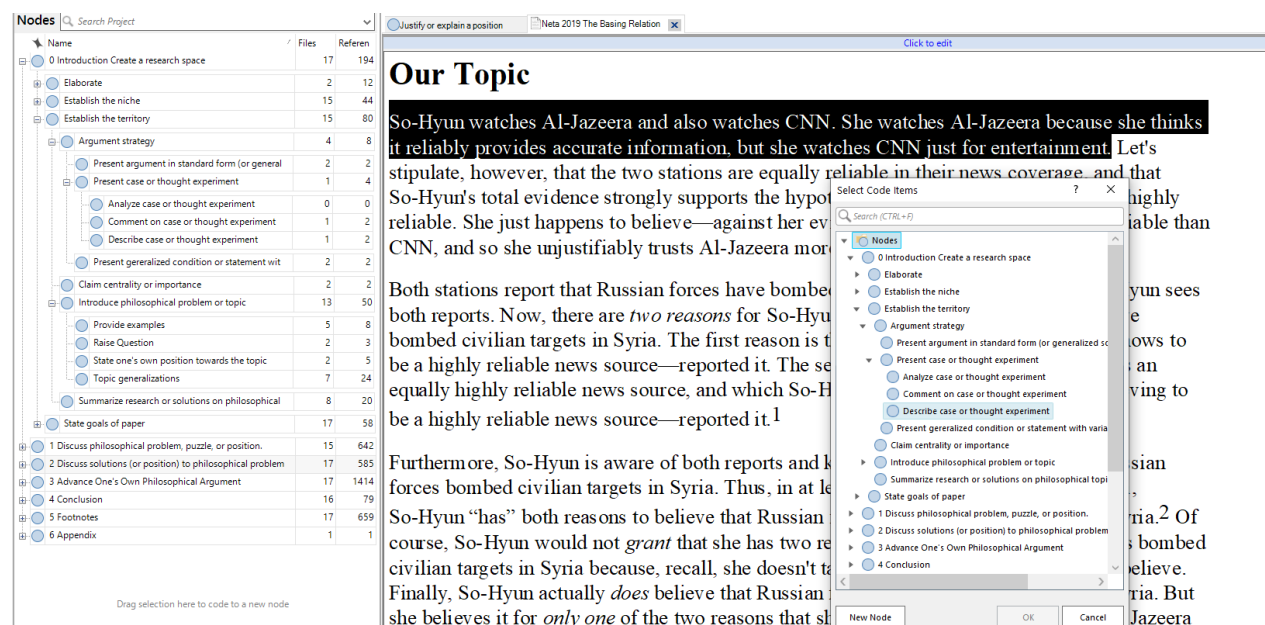 Nodes
Search Project
Name Files Referen
0 Introduction Create a research space 17 194
Elaborate 2 12
Establish the niche 15 44
Establish the territory 15 80
Argument strategy 4 8
Present argument in standard form (or general 2 2
Present case or thought experiment 1 4
Analyze case or thought experiment 0 0
Comment on case or thought experiment 1 2
Describe case or thought experiment 1 2
Present gereralized condition or statement wit 2 2
Claim centrality or importance 2 2
Introduce philosophical problem or topic 13 50
Provide examples 5 8
Raise Question 2 3
State one's own position towards the topic 2 5
Topic generalizations 7 24
Summarize research or solutions on philosophical 8 20
State goals of paper 17 58
1 Discuss philosophical problem, puzzle, or position. 15 642
2 Discuss solutions (or position) to philosophical problem 17 585
3 Advance One's Own Philosophical Argument 17 1414
4 Conclusion 16 79
5 Footnotes 17 659
6 Appendix 1 1
Drag selection here to code to a new node
Justify or explain a position
Neta 2019 The Basing Relation
Click to edit
Our Topic
So-Hyun watches Al-Jazeera and also watches CNN. She watches Al-Jazeera because she thinks
it reliably provides accurate information, but she watches CNN just for entertainment. Let's
stipulate, however, that the two stations are equally reliable in their news coverage, and that
So-Hyun's total evidence strongly supports the hypot highly
reliable. She just happens to believe—against her ev iable than
CNN, and so she unjustifiably trusts Al-Jazeera mor
Both stations report that Russian forces have bombe yun sees
both reports. Now, there are two reasons for So-Hyu e
bombed civilian targets in Syria. The first reason is t ows to
be a highly reliable news source—reported it. The se s an
equally highly reliable news source, and which So-H ving to
be a highly reliable news source—reported it.1
Furthermore, So-Hyun is aware of both reports and k ssian
forces bombed civilian targets in Syria. Thus, in at le ,
So-Hyun “has” both reasons to believe that Russian ria.2 Of
course, So-Hyun would not grant that she has two re s bombed
civilian targets in Syria because, recall, she doesn't ta elieve.
Finally, So-Hyun actually does believe that Russian ria. But
she believes it for only one of the two reasons that sh Jazeera
Select Code Items ?
Search (CTRL+F)
Nodes
0 Introduction Create a research space
Elaborate
Establish the niche
Establish the territory
Argument strategy
Present argument in standard form (or generalized sc
Present case or thought experiment
Analyze case or thought experiment
Comment on case or thought experiment
Describe case or thought experiment
Present gereralized condition or statement with varia
Claim centrality or importance
Introduce philosophical problem or topic
Summarize research or solutions on philosophical topi
State goals of paper
1 Discuss philosophical problem, puzzle, or position.
2 Discuss solutions (or position) to philosophical problem
3 Advance One's Own Philosophical Argument
4 Conclusion
New Node OK Cancel